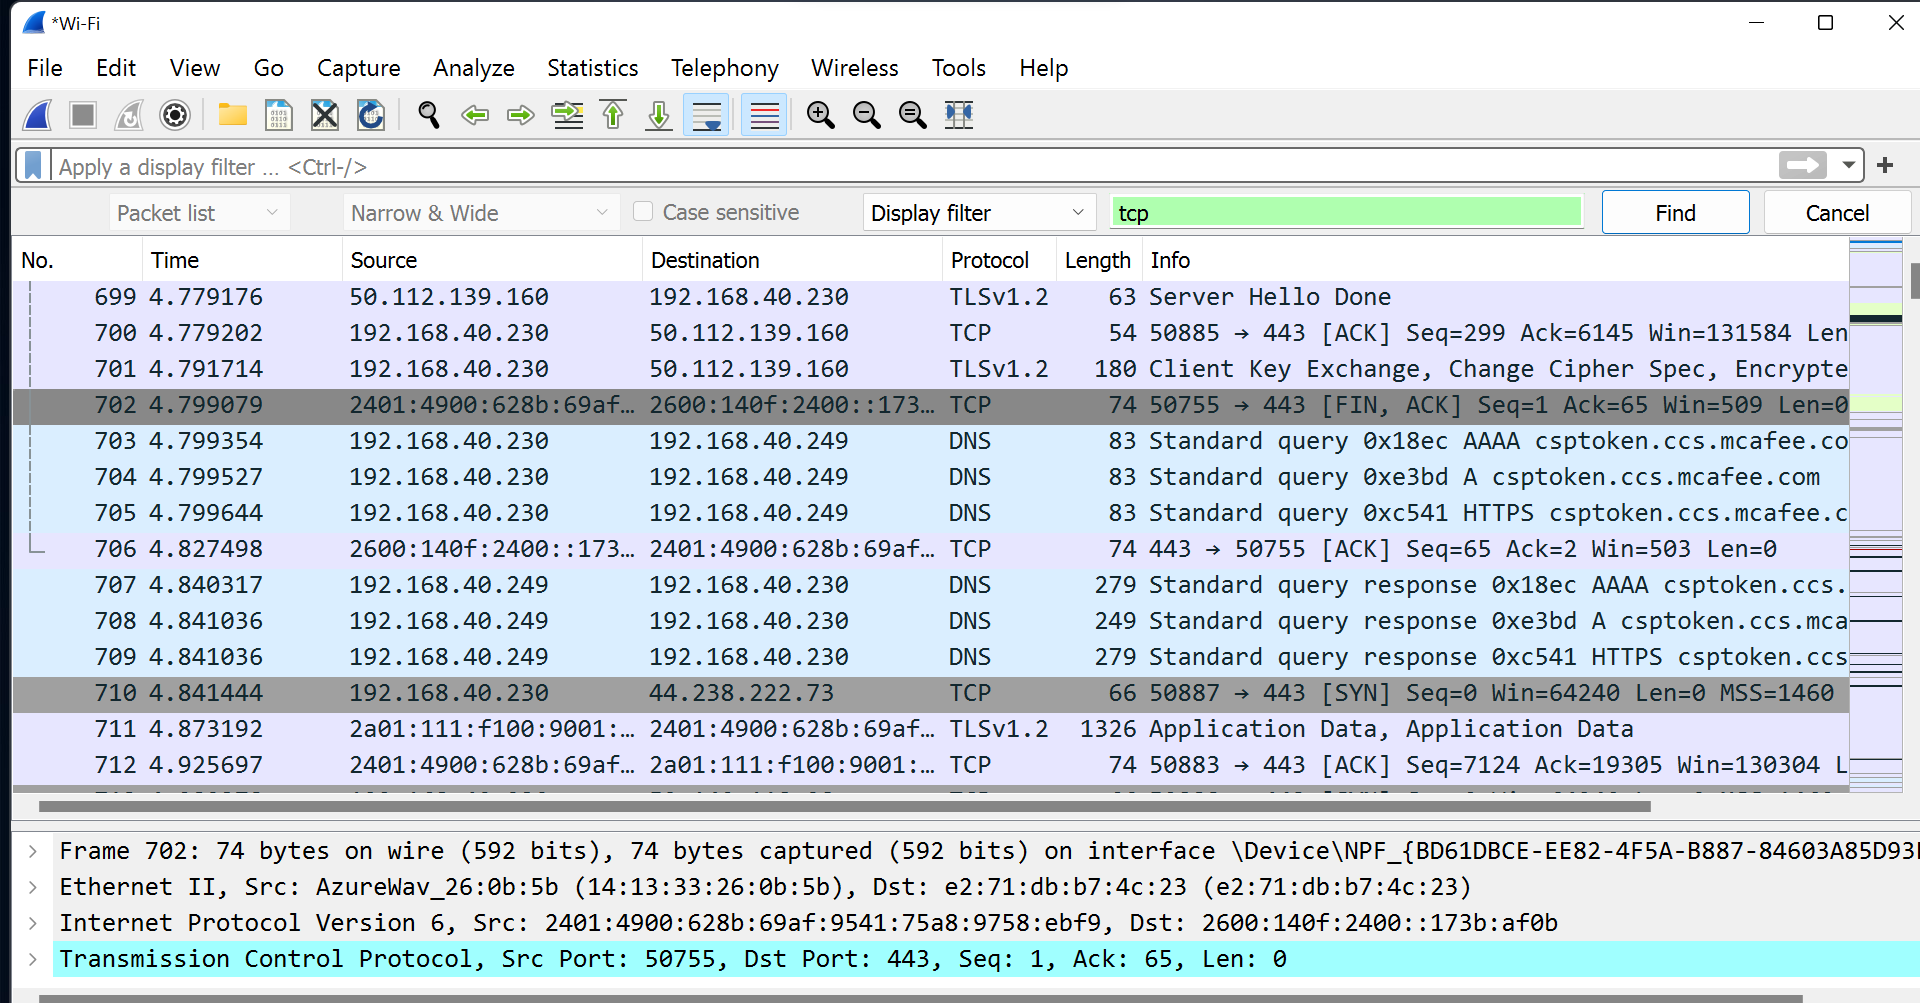 *Wi-Fi
File Edit View Go Capture Analyze Statistics Telephony Wireless Tools Help
Apply a display filter ... <Ctrl-/>
Packet list Narrow & Wide Case sensitive Display filter tcp Find Cancel
No. Time Source Destination Protocol Length Info
699 4.779176 50.112.139.160 192.168.40.230 TLSv1.2 63 Server Hello Done
700 4.779202 192.168.40.230 50.112.139.160 TCP 54 50885 → 443 [ACK] Seq=299 Ack=6145 Win=131584 Len
701 4.791714 192.168.40.230 50.112.139.160 TLSv1.2 180 Client Key Exchange, Change Cipher Spec, Encrypte
702 4.799079 2401:4900:628b:69af… 2600:140f:2400::173… TCP 74 50755 → 443 [FIN, ACK] Seq=1 Ack=65 Win=509 Len=0
703 4.799354 192.168.40.230 192.168.40.249 DNS 83 Standard query 0x18ec AAAA csptoken.ccs.mcafee.co
704 4.799527 192.168.40.230 192.168.40.249 DNS 83 Standard query 0xe3bd A csptoken.ccs.mcafee.com
705 4.799644 192.168.40.230 192.168.40.249 DNS 83 Standard query 0xc541 HTTPS csptoken.ccs.mcafee.c
706 4.827498 2600:140f:2400::173… 2401:4900:628b:69af… TCP 74 443 → 50755 [ACK] Seq=65 Ack=2 Win=503 Len=0
707 4.840317 192.168.40.249 192.168.40.230 DNS 279 Standard query response 0x18ec AAAA csptoken.ccs.
708 4.841036 192.168.40.249 192.168.40.230 DNS 249 Standard query response 0xe3bd A csptoken.ccs.mca
709 4.841036 192.168.40.249 192.168.40.230 DNS 279 Standard query response 0xc541 HTTPS csptoken.ccs
710 4.841444 192.168.40.230 44.238.222.73 TCP 66 50887 → 443 [SYN] Seq=0 Win=64240 Len=0 MSS=1460
711 4.873192 2a01:111:f100:9001:… 2401:4900:628b:69af… TLSv1.2 1326 Application Data, Application Data
712 4.925697 2401:4900:628b:69af… 2a01:111:f100:9001:… TCP 74 50883 → 443 [ACK] Seq=7124 Ack=19305 Win=130304 L
Frame 702: 74 bytes on wire (592 bits), 74 bytes captured (592 bits) on interface \Device\NPF_{BD61DBCE-EE82-4F5A-B887-84603A85D93
Ethernet II, Src: AzureWav_26:0b:5b (14:13:33:26:0b:5b), Dst: e2:71:db:b7:4c:23 (e2:71:db:b7:4c:23)
Internet Protocol Version 6, Src: 2401:4900:628b:69af:9541:75a8:9758:ebf9, Dst: 2600:140f:2400::173b:af0b
Transmission Control Protocol, Src Port: 50755, Dst Port: 443, Seq: 1, Ack: 65, Len: 0